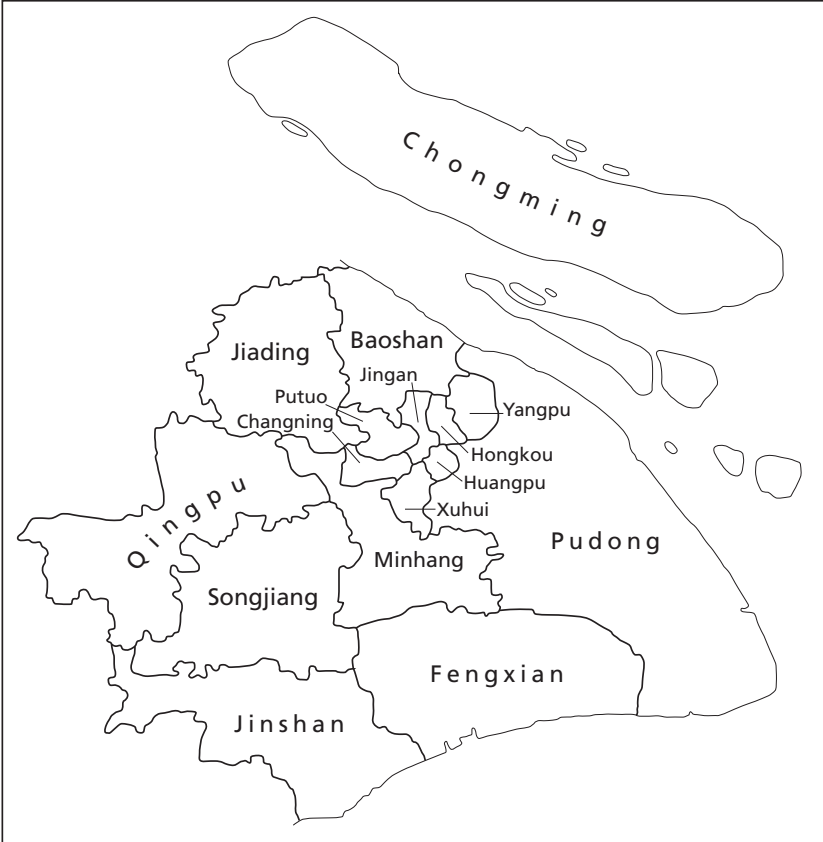 Chongming
Baoshan
Jiading
Jingan
Putuo
Yangpu
Changning
Hongkou
Huangpu
Qingpu
Xuhui
Pudong
Minhang
Songjiang
Fengxian
Jinshan